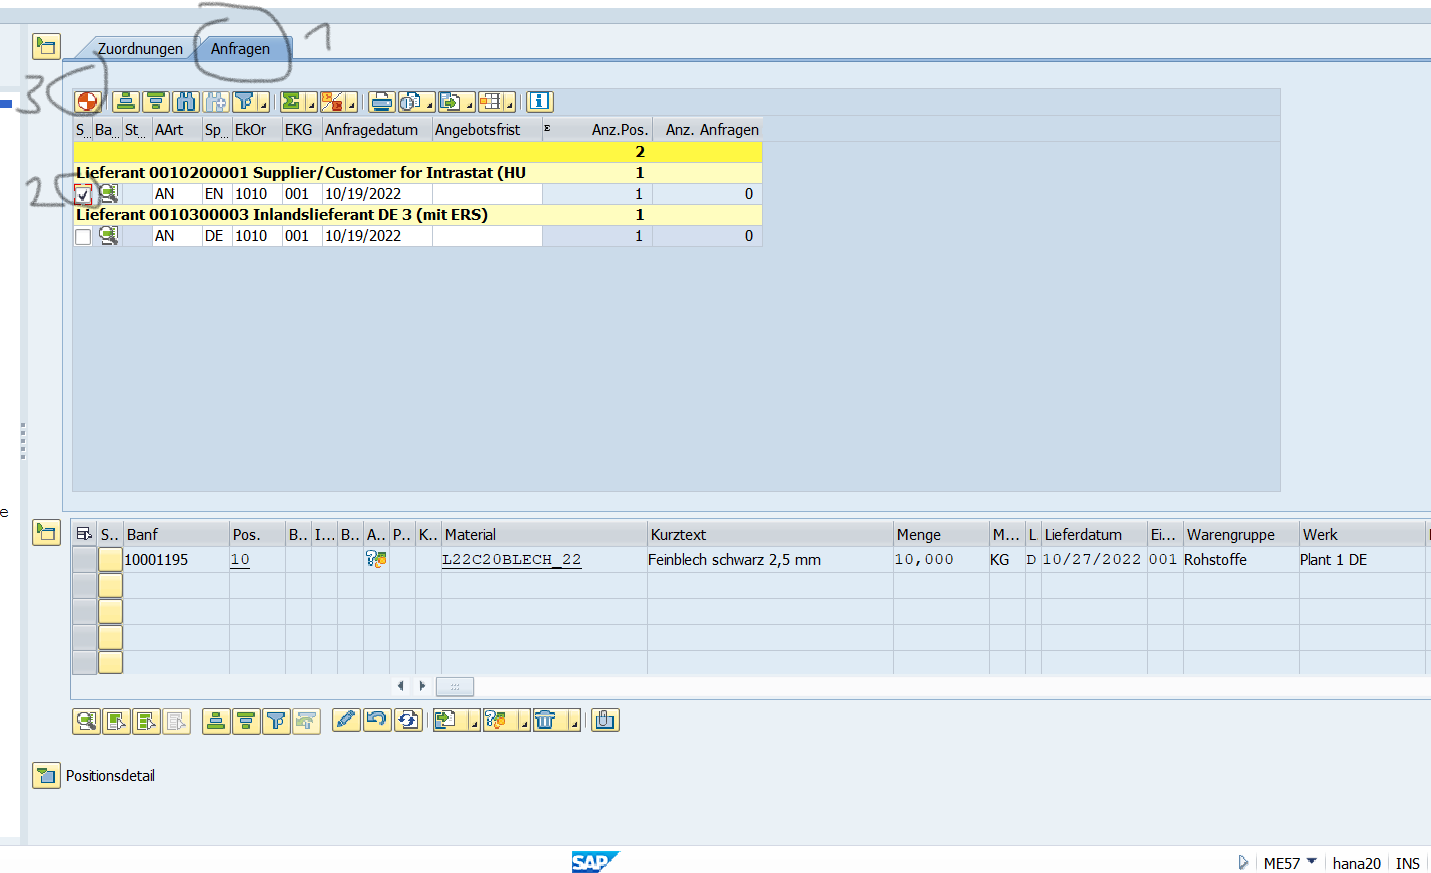 Zuordnungen Anfragen 1
3
S.. Ba.. St.. AArt Sp.. EkOr EKG Anfragedatum Angebotsfrist Σ Anz.Pos. Anz. Anfragen
2
Lieferant 0010200001 Supplier/Customer for Intrastat (HU 1
2 AN EN 1010 001 10/19/2022 1 0
Lieferant 0010300003 Inlandslieferant DE 3 (mit ERS) 1
AN DE 1010 001 10/19/2022 1 0
e
S.. Banf Pos. B.. I... B.. A.. P.. K.. Material Kurztext Menge M... L Lieferdatum Ei... Warengruppe Werk
10001195 10 L22C20BLECH_22 Feinblech schwarz 2,5 mm 10,000 KG D 10/27/2022 001 Rohstoffe Plant 1 DE
Positionsdetail
SAP ME57 hana20 INS